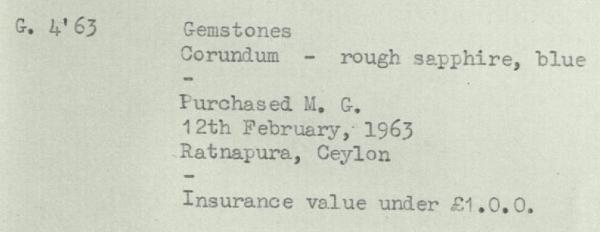 G. 4'63 Gemstones
Corundum - rough sapphire, blue
-
Purchased M. G.
12th February, 1963
Ratnapura, Ceylon
-
Insurance value under £1.0.0.